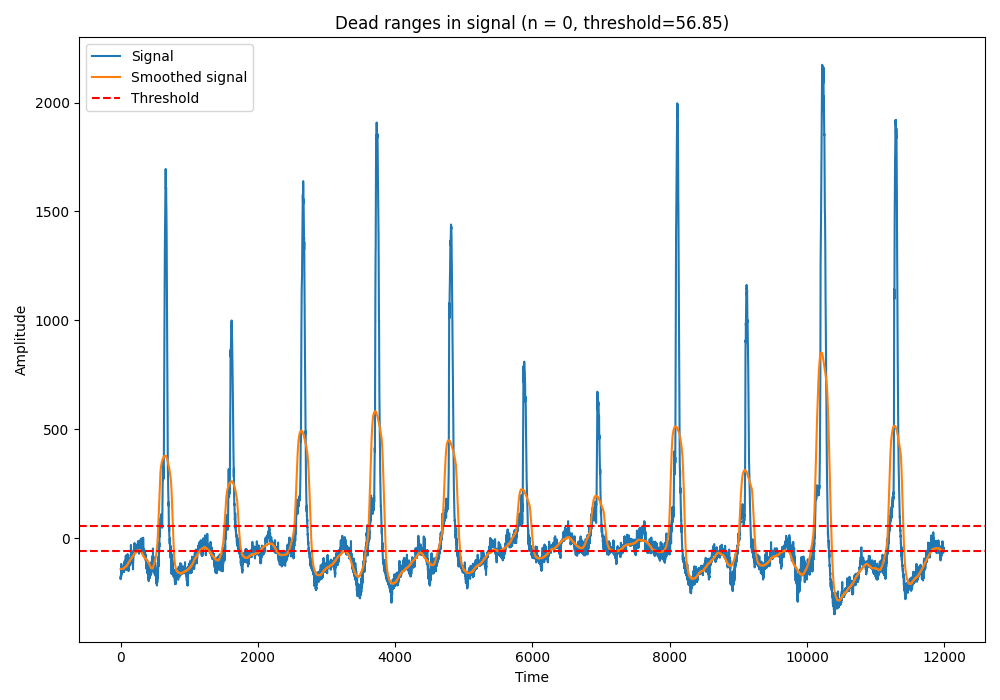 Dead ranges in signal (n = 0, threshold=56.85)
Signal
Smoothed signal
Threshold
Amplitude
2000
1500
1000
500
0
0
2000
4000
6000
8000
10000
12000
Time